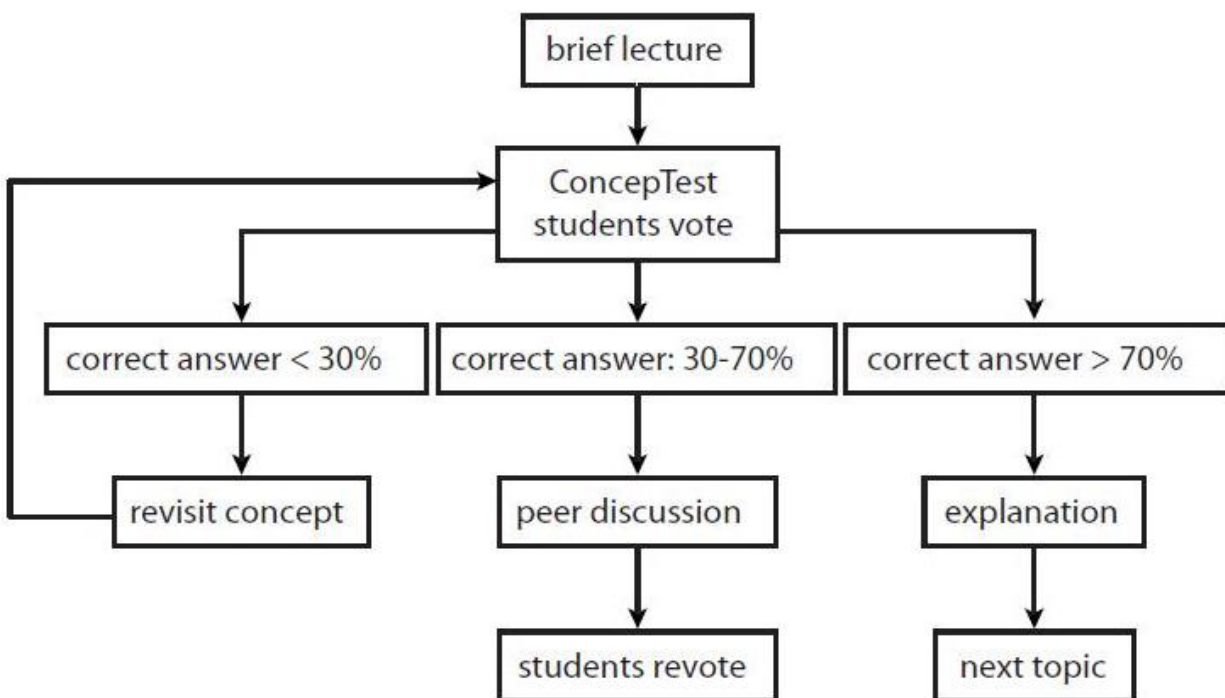 brief lecture
ConcepTest
students vote
correct answer < 30%
correct answer: 30-70%
correct answer > 70%
revisit concept
peer discussion
explanation
students revote
next topic